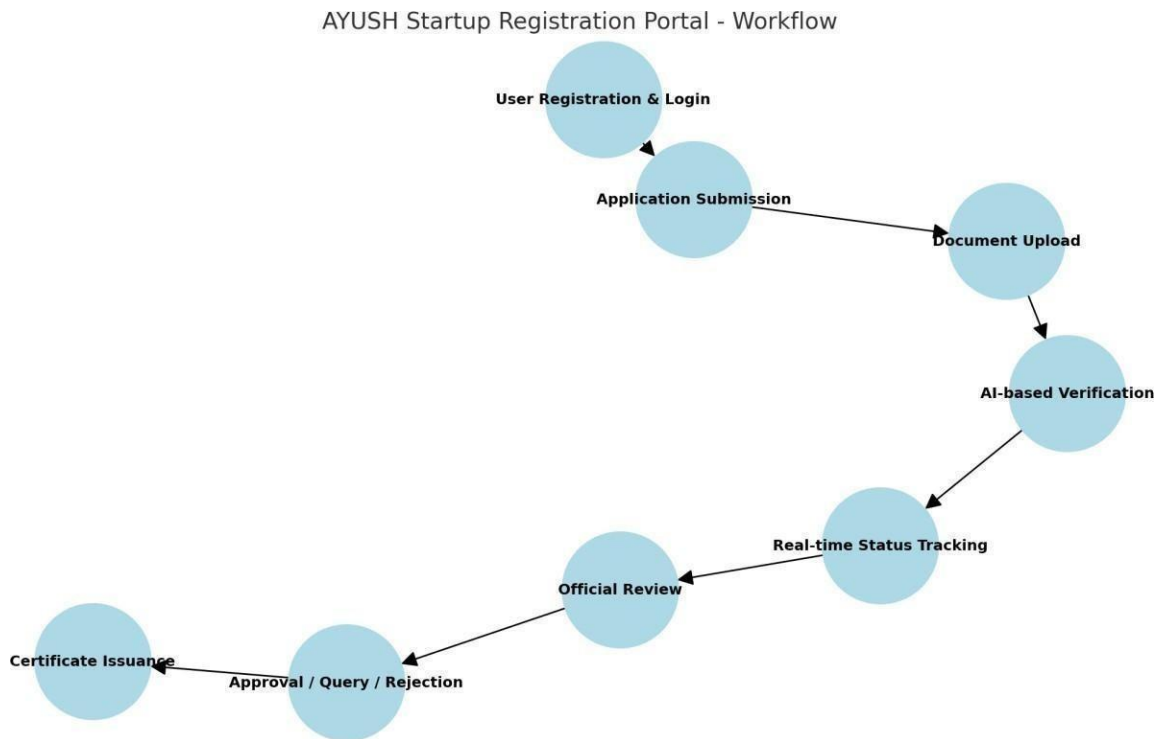 AYUSH Startup Registration Portal - Workflow
User Registration & Login
Application Submission
Document Upload
AI-based Verification
Real-time Status Tracking
Official Review
Approval / Query / Rejection
Certificate Issuance